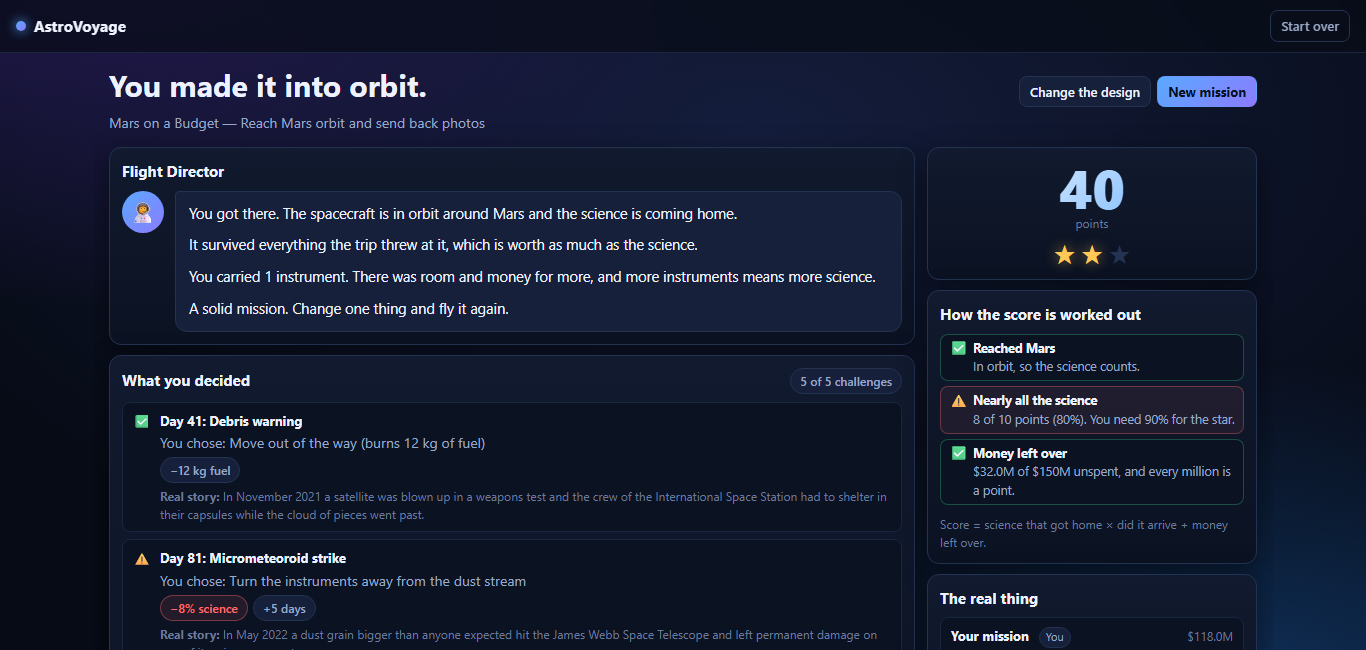 AstroVoyage
Start over
You made it into orbit.
Mars on a Budget — Reach Mars orbit and send back photos
Change the design
New mission
Flight Director
You got there. The spacecraft is in orbit around Mars and the science is coming home.
It survived everything the trip threw at it, which is worth as much as the science.
You carried 1 instrument. There was room and money for more, and more instruments means more science.
A solid mission. Change one thing and fly it again.
What you decided
5 of 5 challenges
Day 41: Debris warning
You chose: Move out of the way (burns 12 kg of fuel)
−12 kg fuel
Real story: In November 2021 a satellite was blown up in a weapons test and the crew of the International Space Station had to shelter in
their capsules while the cloud of pieces went past.
Day 81: Micrometeoroid strike
You chose: Turn the instruments away from the dust stream
−8% science
+5 days
Real story: In May 2022 a dust grain bigger than anyone expected hit the James Webb Space Telescope and left permanent damage on
40
points
How the score is worked out
Reached Mars
In orbit, so the science counts.
Nearly all the science
8 of 10 points (80%). You need 90% for the star.
Money left over
$32.0M of $150M unspent, and every million is
a point.
Score = science that got home × did it arrive + money
left over.
The real thing
Your mission
You
$118.0M